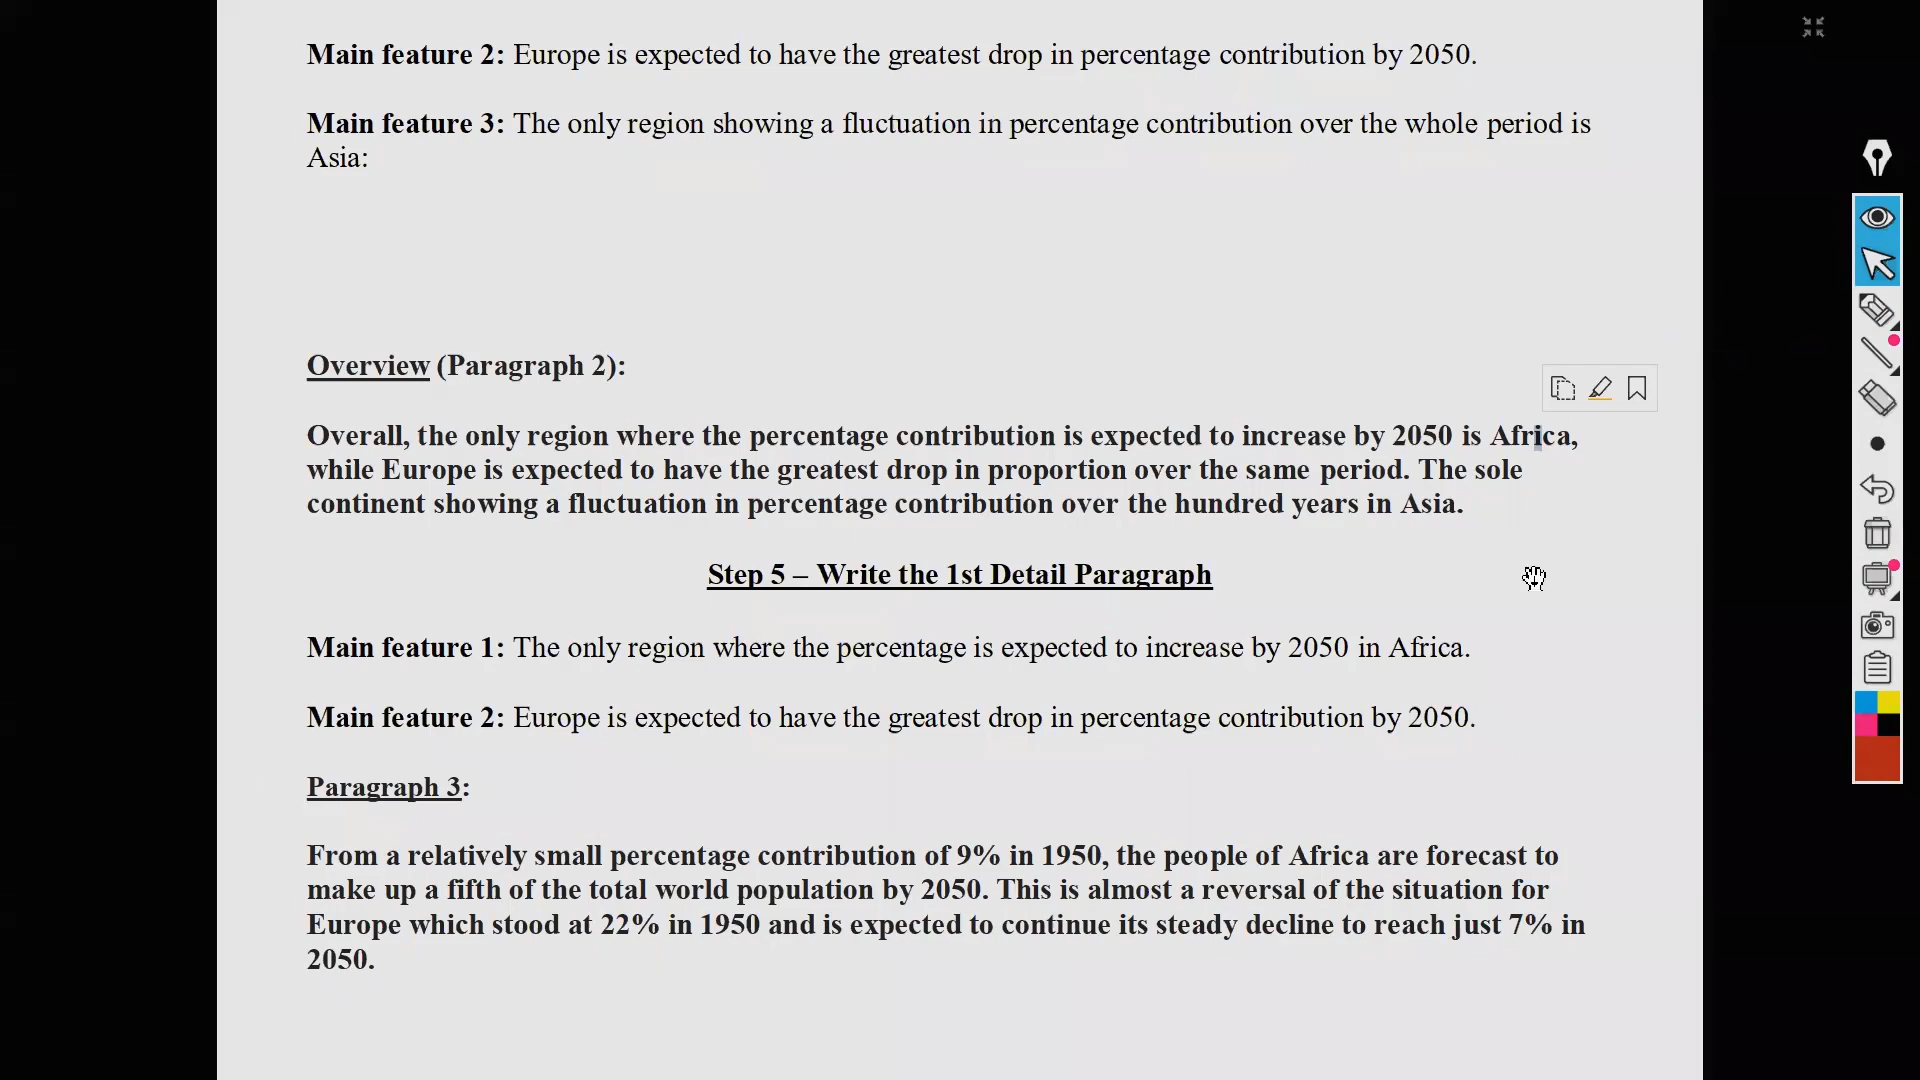 Main feature 2: Europe is expected to have the greatest drop in percentage contribution by 2050.
Main feature 3: The only region showing a fluctuation in percentage contribution over the whole period is
Asia:
Overview (Paragraph 2):
Overall, the only region where the percentage contribution is expected to increase by 2050 is Africa,
while Europe is expected to have the greatest drop in proportion over the same period. The sole
continent showing a fluctuation in percentage contribution over the hundred years in Asia.
Step 5 – Write the 1st Detail Paragraph
Main feature 1: The only region where the percentage is expected to increase by 2050 in Africa.
Main feature 2: Europe is expected to have the greatest drop in percentage contribution by 2050.
Paragraph 3:
From a relatively small percentage contribution of 9% in 1950, the people of Africa are forecast to
make up a fifth of the total world population by 2050. This is almost a reversal of the situation for
Europe which stood at 22% in 1950 and is expected to continue its steady decline to reach just 7% in
2050.